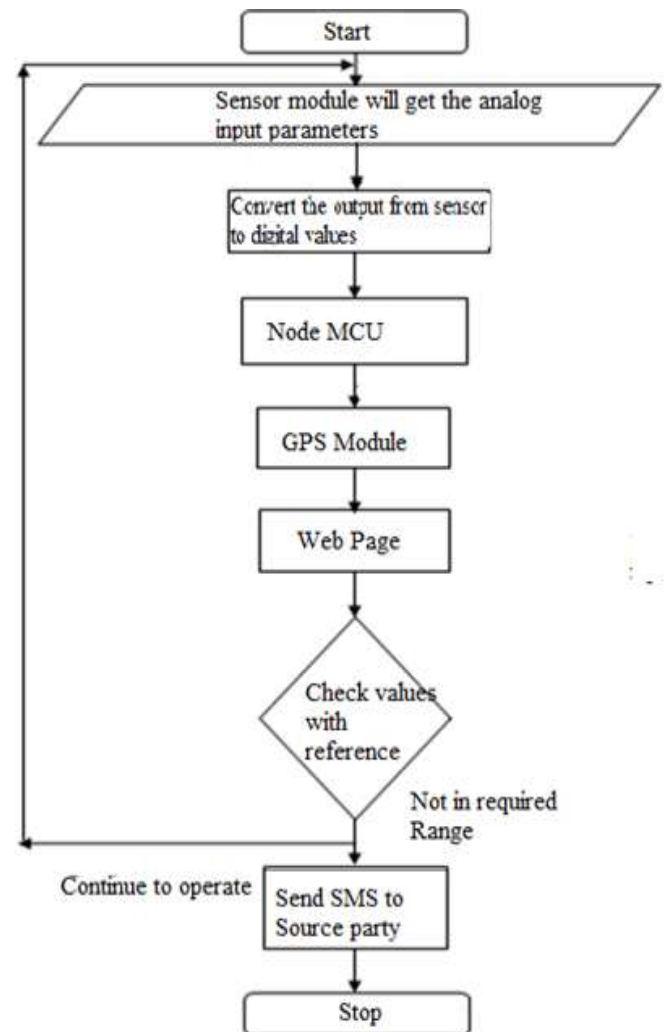 Start
Sensor module will get the analog
input parameters
Convert the output from sensor
to digital values
Node MCU
GPS Module
Web Page
Check values
with
reference
Not in required
Range
Continue to operate
Send SMS to
Source party
Stop